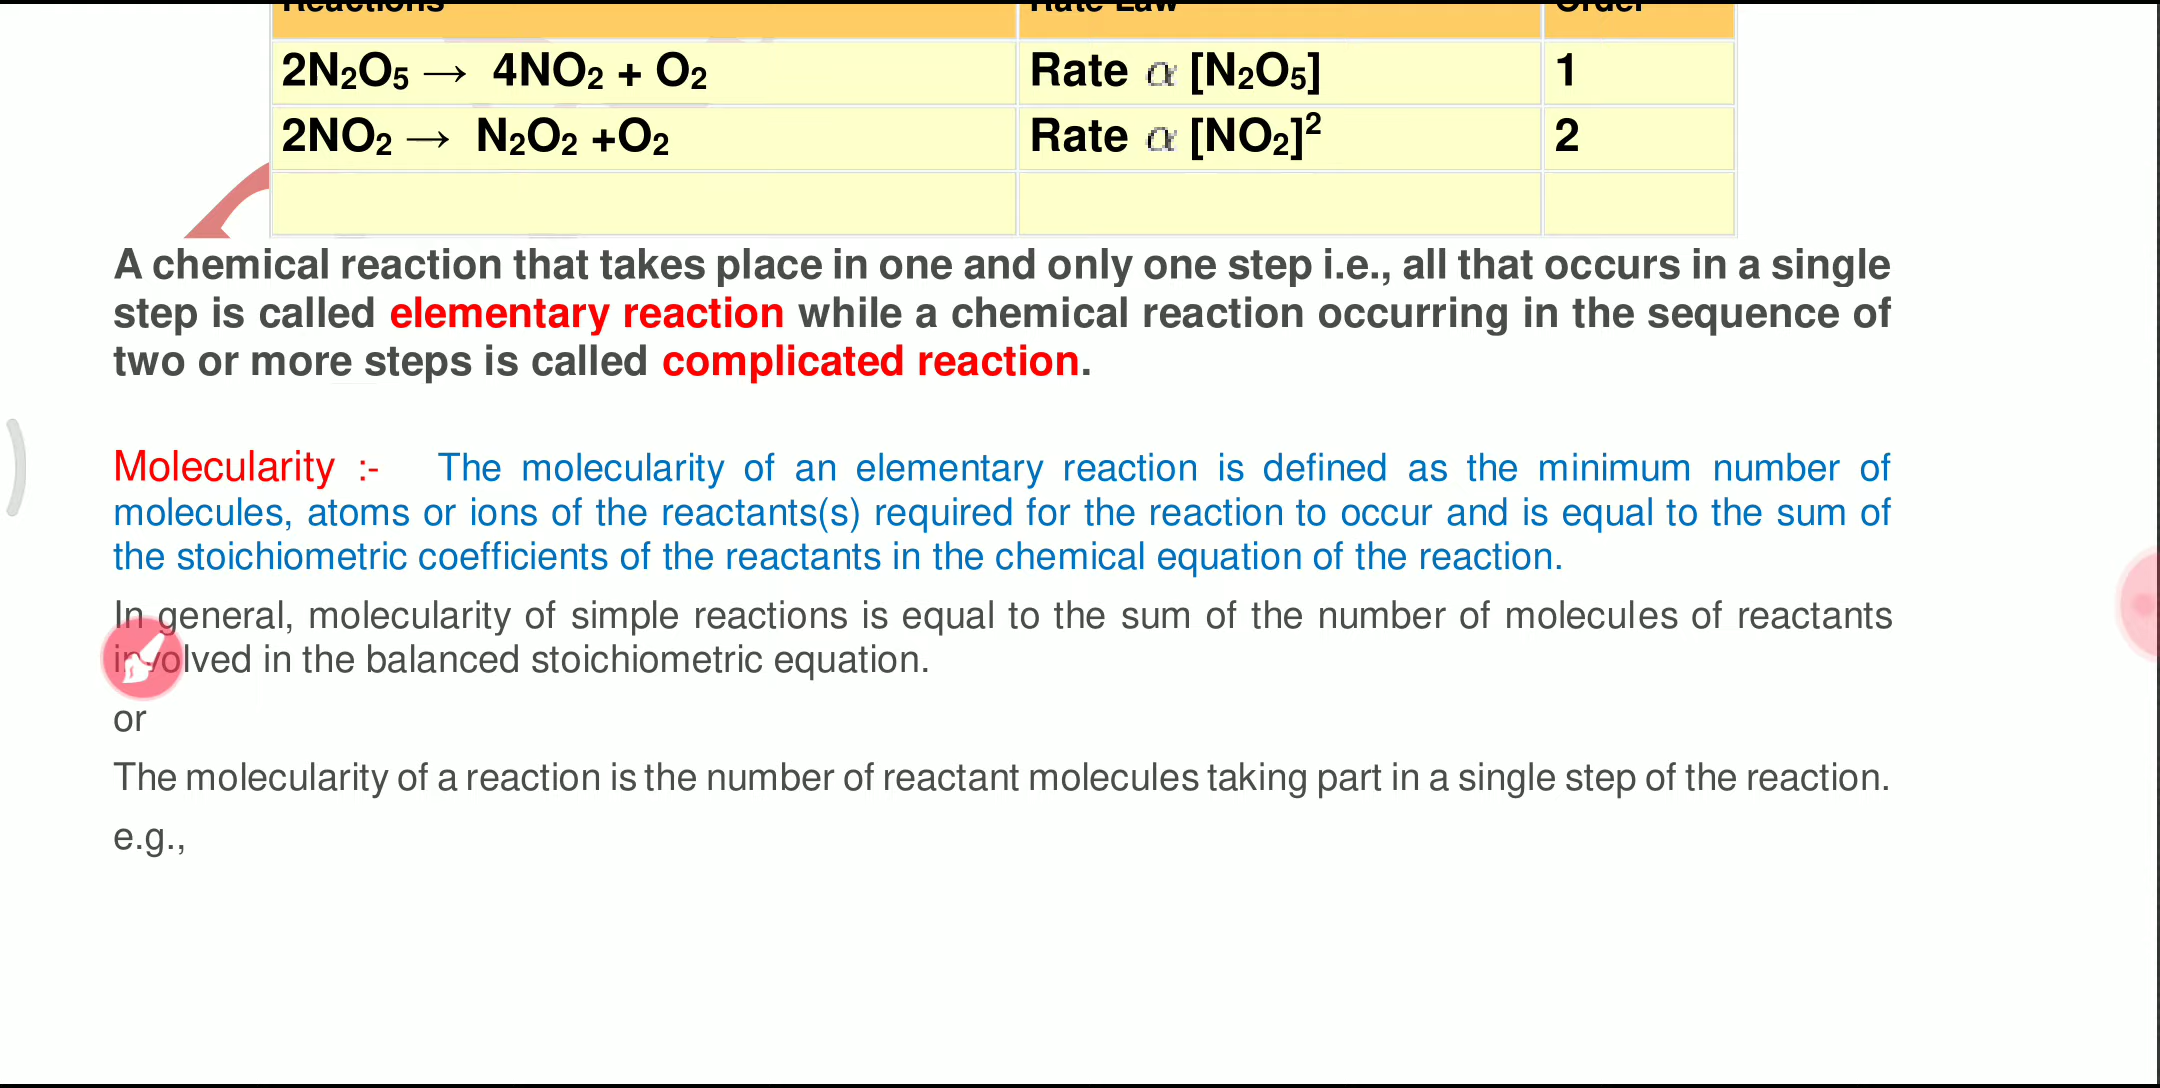 Reactions Rate Law Order
2N₂O₅ → 4NO₂ + O₂ Rate α [N₂O₅] 1
2NO₂ → N₂O₂ +O₂ Rate α [NO₂]² 2
A chemical reaction that takes place in one and only one step i.e., all that occurs in a single
step is called elementary reaction while a chemical reaction occurring in the sequence of
two or more steps is called complicated reaction.
Molecularity :- The molecularity of an elementary reaction is defined as the minimum number of
molecules, atoms or ions of the reactants(s) required for the reaction to occur and is equal to the sum of
the stoichiometric coefficients of the reactants in the chemical equation of the reaction.
In general, molecularity of simple reactions is equal to the sum of the number of molecules of reactants
involved in the balanced stoichiometric equation.
or
The molecularity of a reaction is the number of reactant molecules taking part in a single step of the reaction.
e.g.,